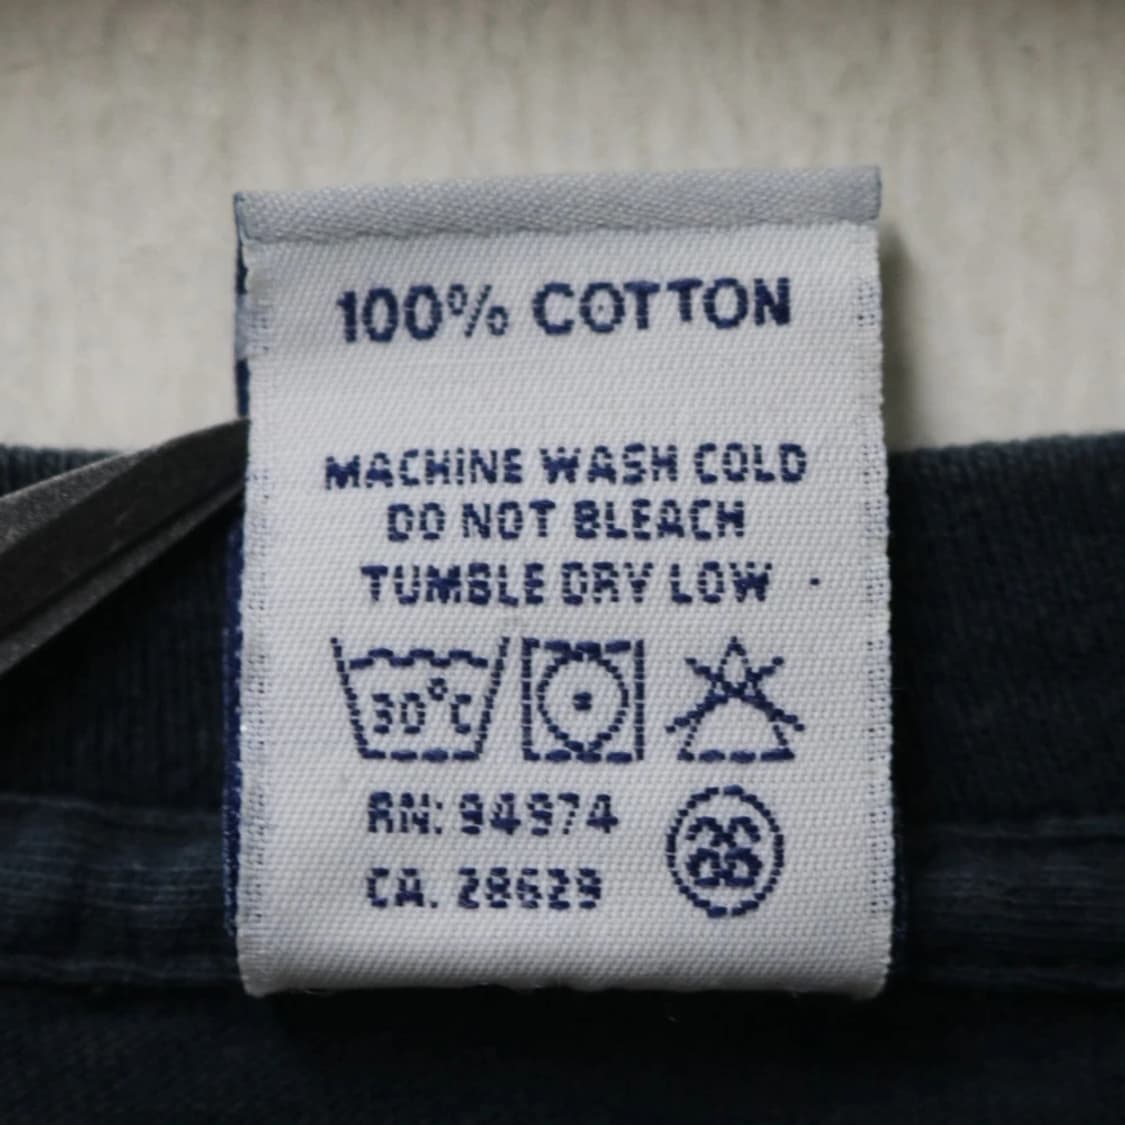 100% COTTON
MACHINE WASH COLD
DO NOT BLEACH
TUMBLE DRY LOW
30°C
RN: 94974
CA. 28629